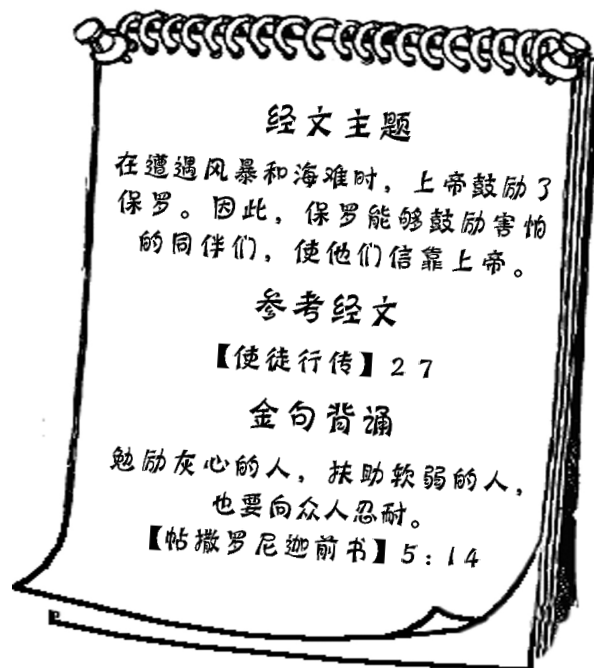 经文主题
在遭遇风暴和海难时，上帝鼓励了
保罗。因此，保罗能够鼓励害怕
的同伴们，使他们信靠上帝。
参考经文
【使徒行传】27
金句背诵
勉励灰心的人，扶助软弱的人，
也要向众人忍耐。
【帖撒罗尼迦前书】5：14